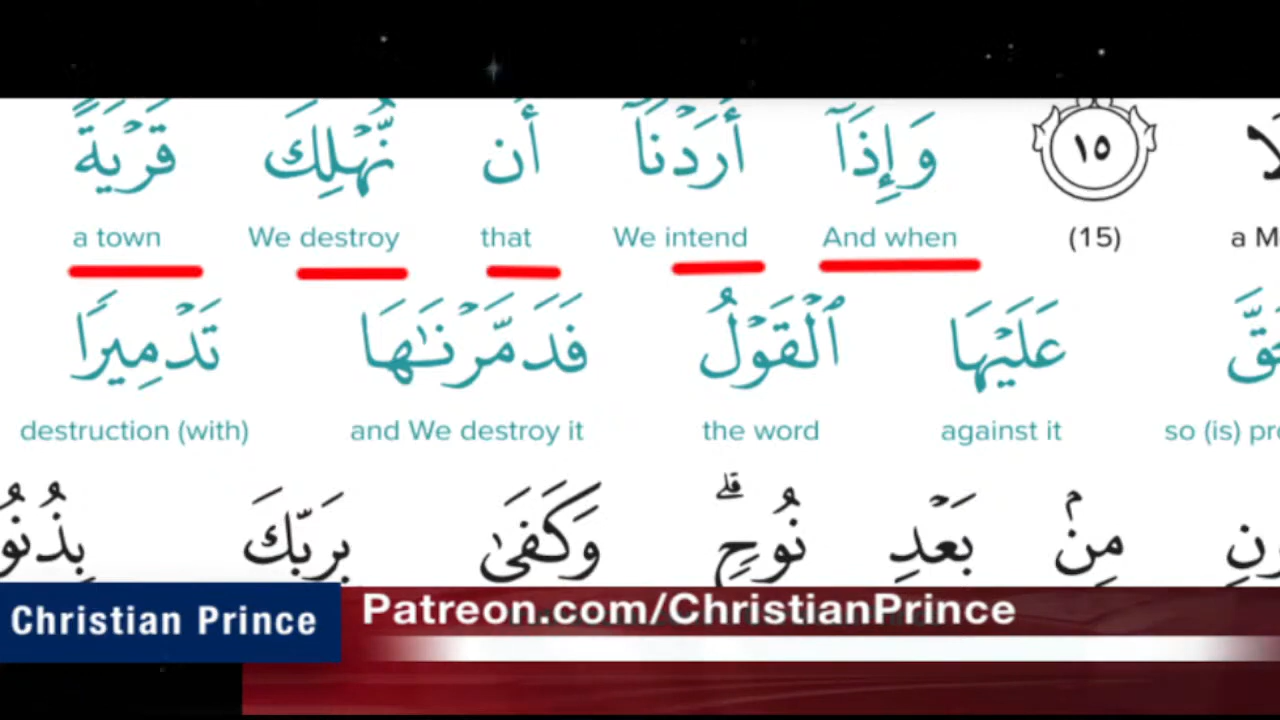 ١٥ وَإِذَآ أَرَدْنَآ أَن نُّهْلِكَ قَرْيَةً
a town We destroy that We intend And when (15)
عَلَيْهَا ٱلْقَوْلُ فَدَمَّرْنَٰهَا تَدْمِيرًا
destruction (with) and We destroy it the word against it so (is)
مِنۢ بَعْدِ نُوحٍۗ وَكَفَىٰ بِرَبِّكَ
Christian Prince
Patreon.com/ChristianPrince